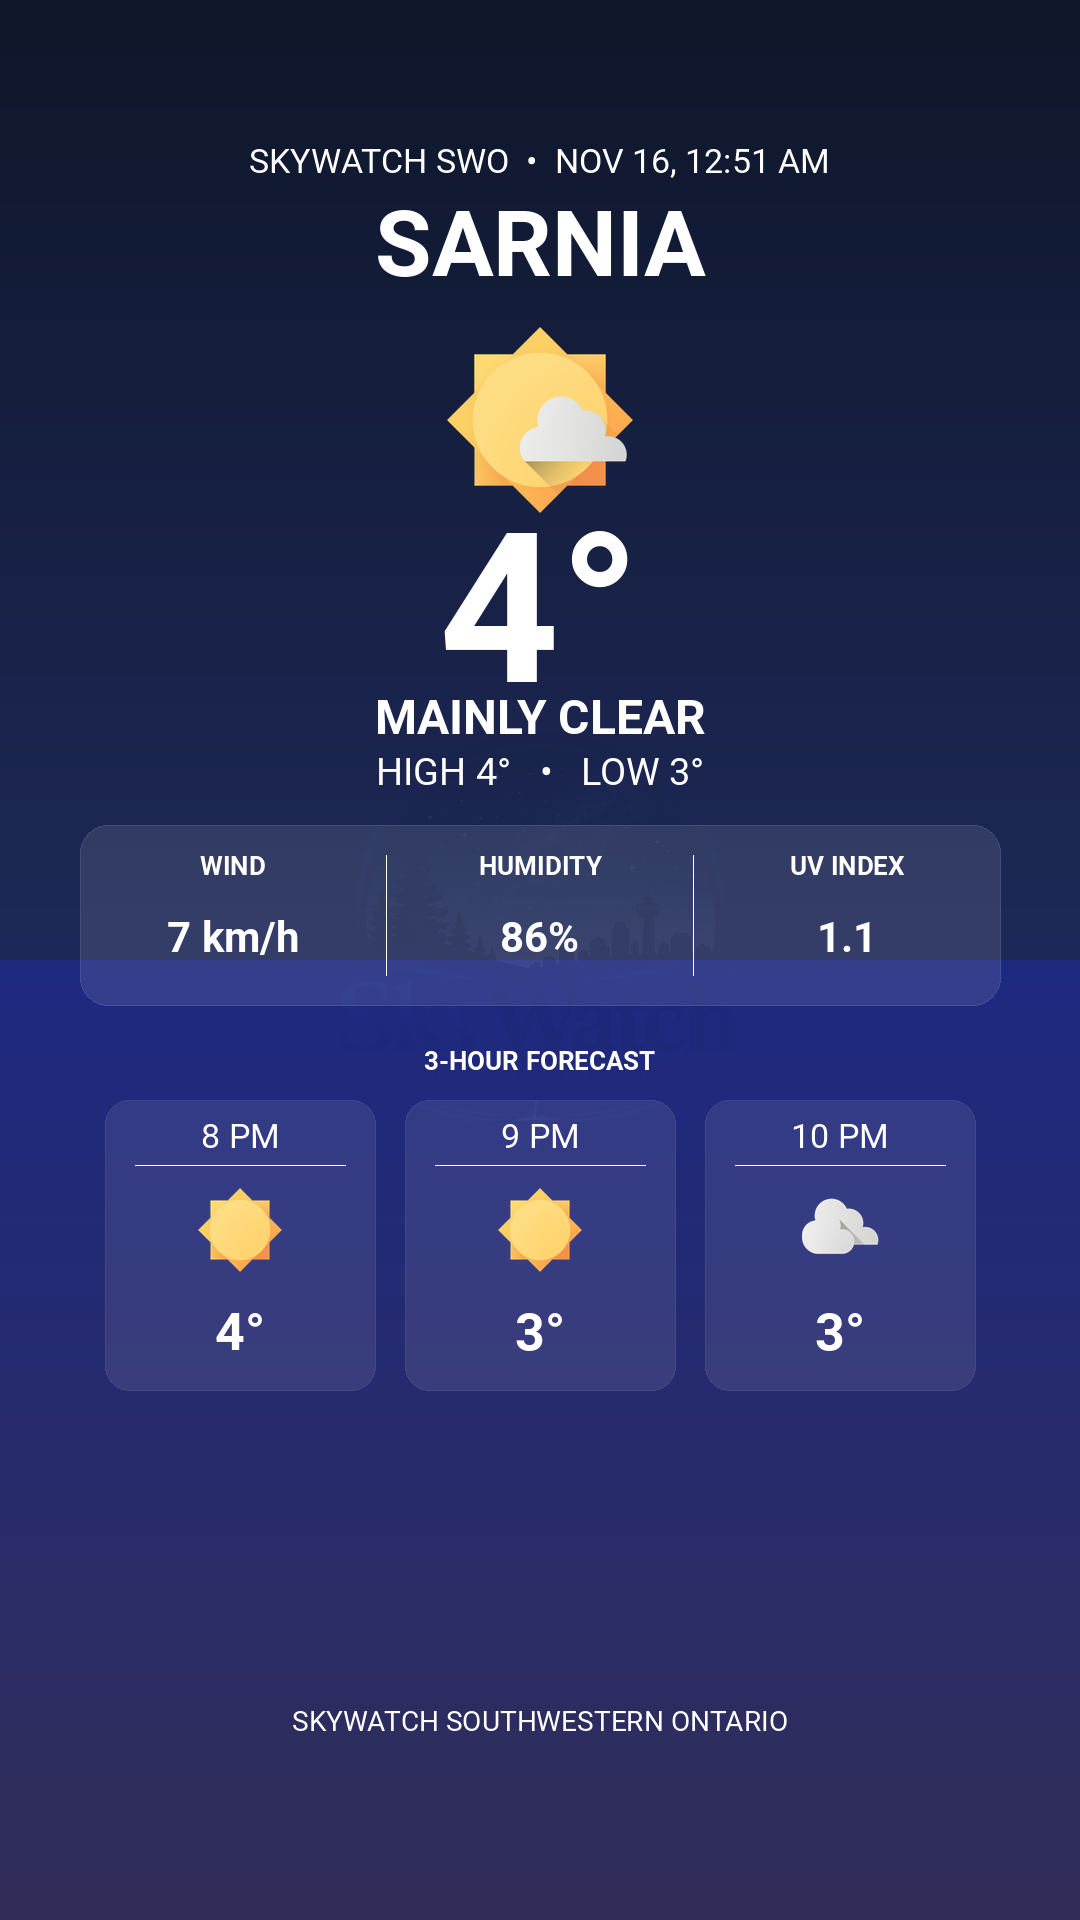 SKYWATCH SWO • NOV 16, 12:51 AM
SARNIA
4°
MAINLY CLEAR
HIGH 4° • LOW 3°
WIND HUMIDITY UV INDEX
7 km/h 86% 1.1
SkyWatch
3-HOUR FORECAST
8 PM 9 PM 10 PM
4° 3° 3°
SKYWATCH SOUTHWESTERN ONTARIO